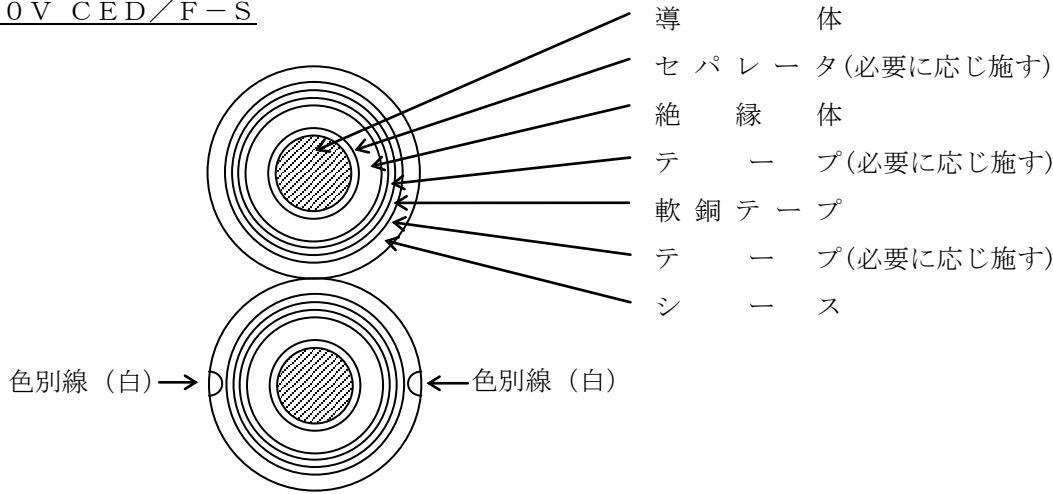 0V CED/F-S
導体
セパレータ(必要に応じ施す)
絶縁体
テープ(必要に応じ施す)
軟銅テープ
テープ(必要に応じ施す)
シース
色別線（白）
色別線（白）